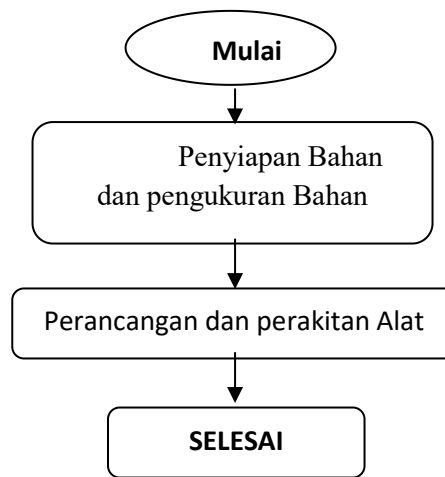 Mulai
Penyiapan Bahan
dan pengukuran Bahan
Perancangan dan perakitan Alat
SELESAI